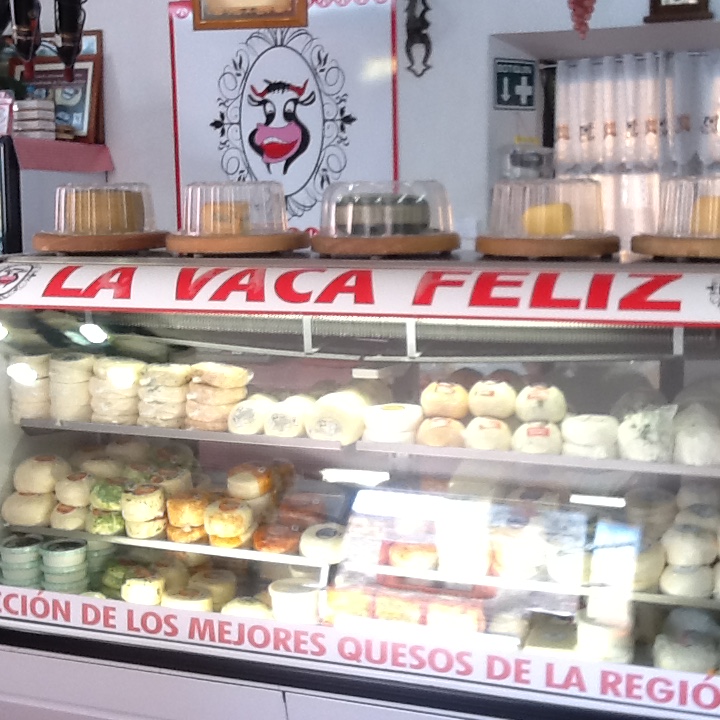 LA VACA FELIZ
CCIÓN DE LOS MEJORES QUESOS DE LA REGIÓ